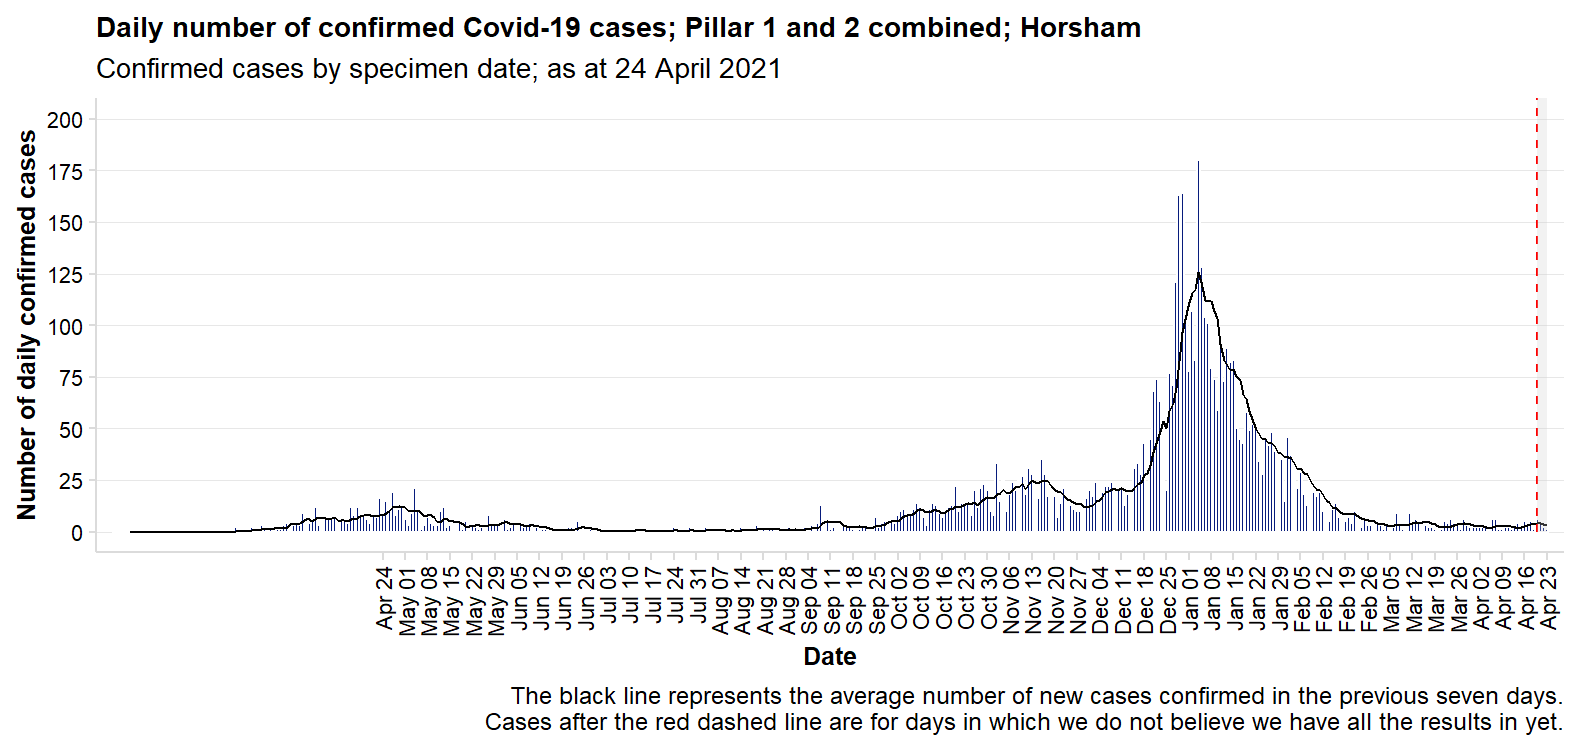 Daily number of confirmed Covid-19 cases; Pillar 1 and 2 combined; Horsham
Confirmed cases by specimen date; as at 24 April 2021
Number of daily confirmed cases
200
175
150
125
100
75
50
25
0
Apr 24
May 01
May 08
May 15
May 22
May 29
Jun 05
Jun 12
Jun 19
Jun 26
Jul 03
Jul 10
Jul 17
Jul 24
Jul 31
Aug 07
Aug 14
Aug 21
Aug 28
Sep 04
Sep 11
Sep 18
Sep 25
Oct 02
Oct 09
Oct 16
Oct 23
Oct 30
Nov 06
Nov 13
Nov 20
Nov 27
Dec 04
Dec 11
Dec 18
Dec 25
Jan 01
Jan 08
Jan 15
Jan 22
Jan 29
Feb 05
Feb 12
Feb 19
Feb 26
Mar 05
Mar 12
Mar 19
Mar 26
Apr 02
Apr 09
Apr 16
Apr 23
Date
The black line represents the average number of new cases confirmed in the previous seven days.
Cases after the red dashed line are for days in which we do not believe we have all the results in yet.